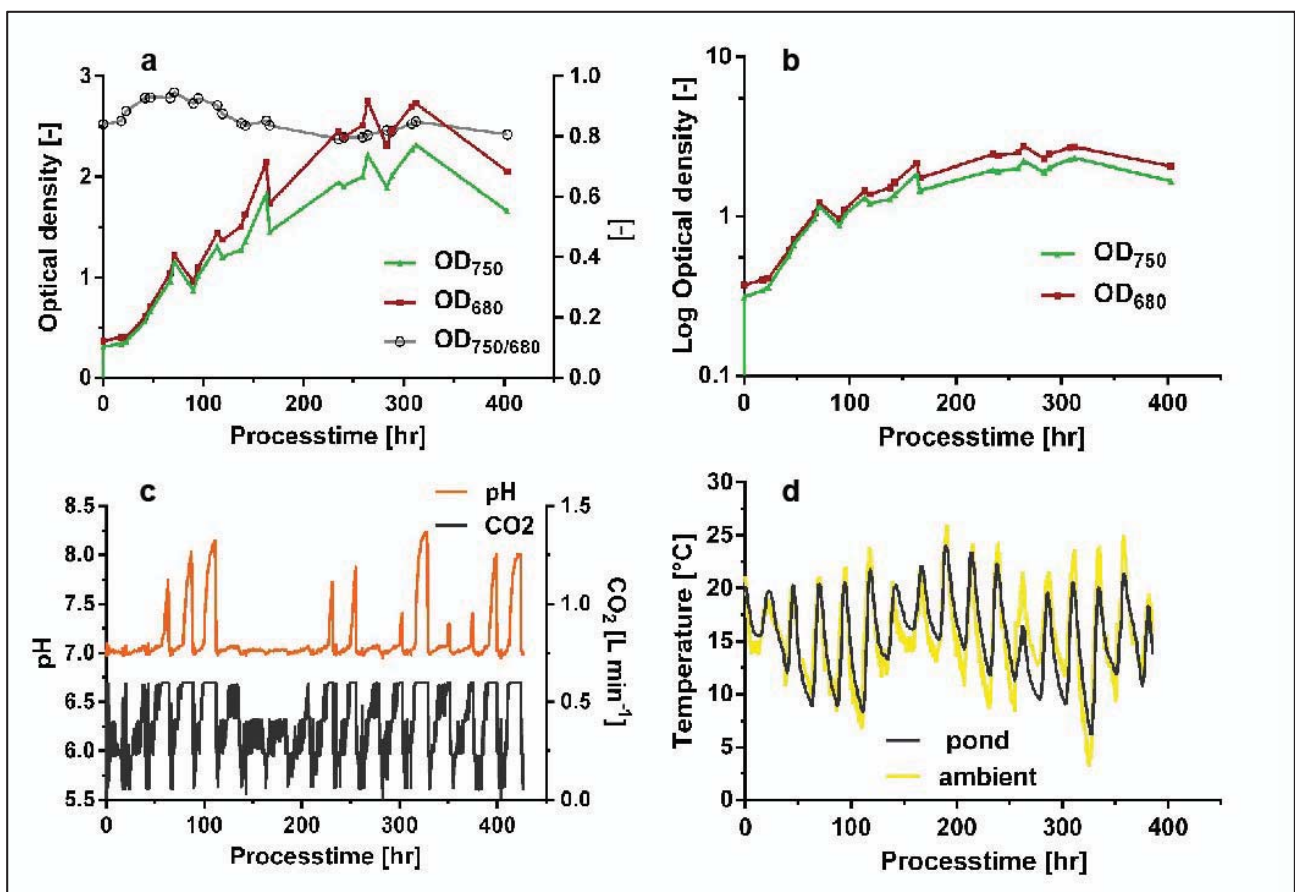 a
3
2
1
0
Optical density [-]
1.0
0.8
0.6
0.4
0.2
0.0
[-]
OD750
OD680
OD750/680
0 100 200 300 400
Processtime [hr]
b
10
1
0.1
Log Optical density [-]
OD750
OD680
0 100 200 300 400
Processtime [hr]
c
8.5
8.0
7.5
7.0
6.5
6.0
5.5
pH
pH
CO2
1.5
1.0
0.5
0.0
CO₂ [L min⁻¹]
0 100 200 300 400
Processtime [hr]
d
30
25
20
15
10
5
0
Temperature [°C]
pond
ambient
0 100 200 300 400
Processtime [hr]